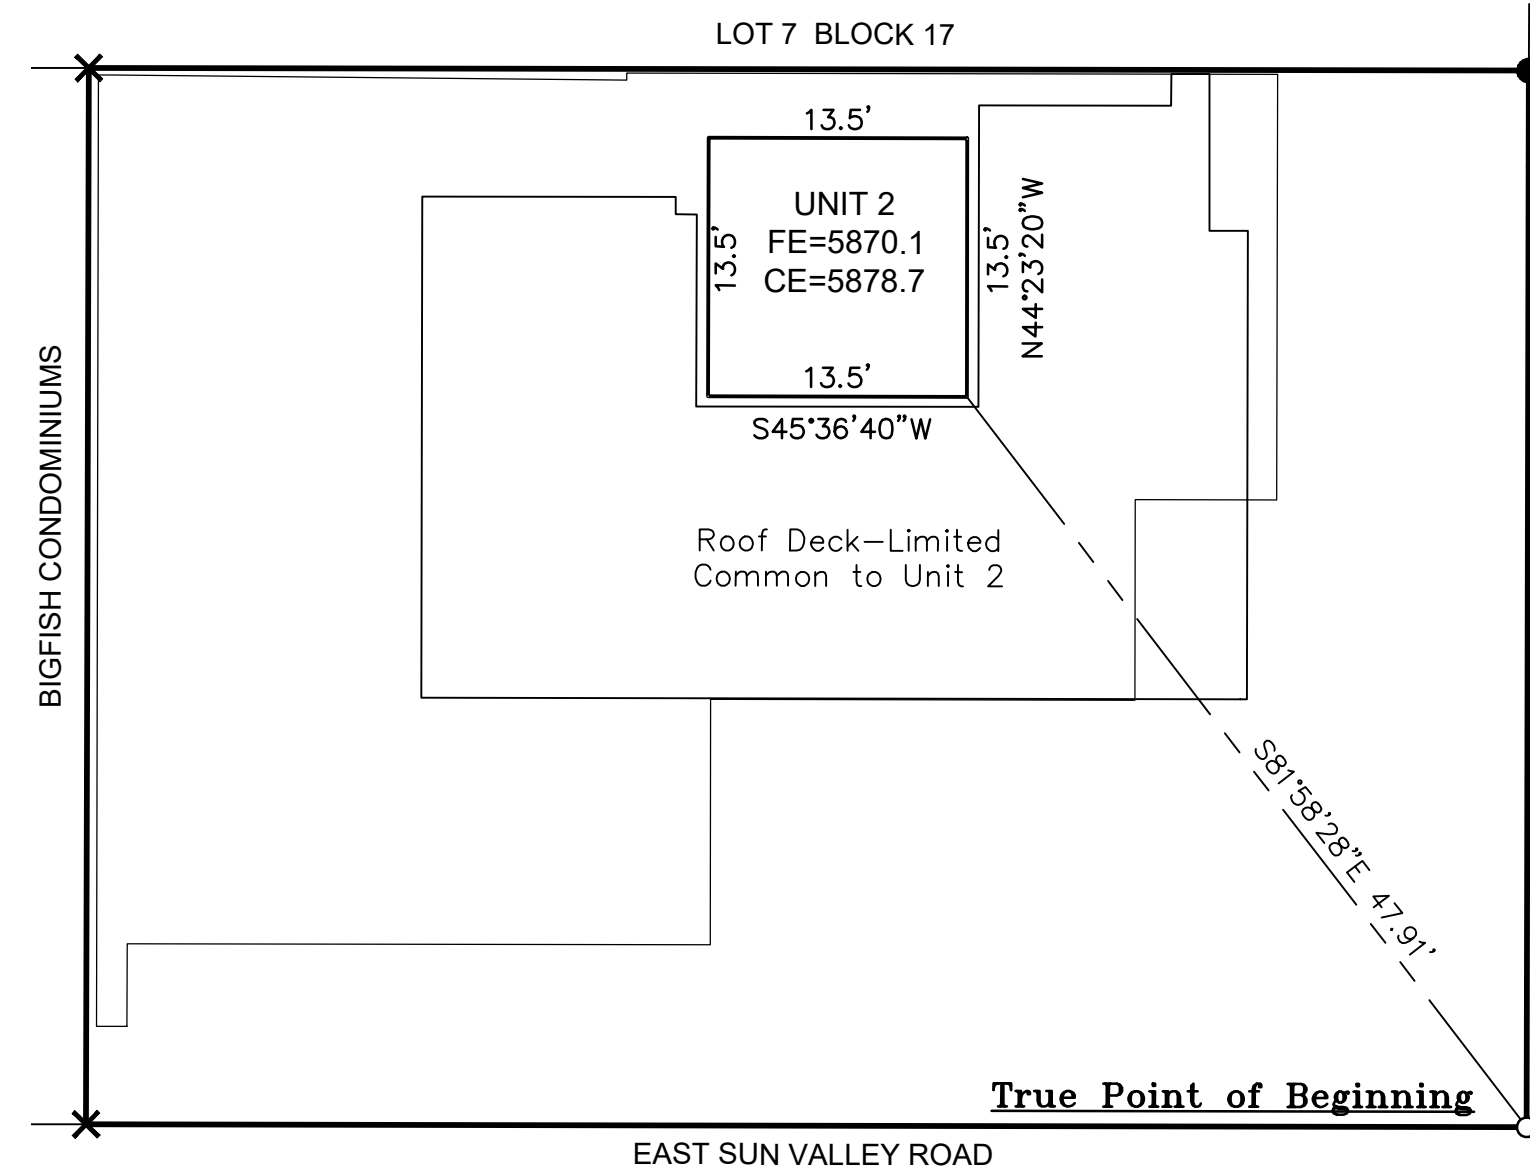 LOT 7 BLOCK 17
13.5'
UNIT 2
FE=5870.1
CE=5878.7
13.5'
13.5'
N44°23'20"W
13.5'
S45°36'40"W
BIGFISH CONDOMINIUMS
Roof Deck-Limited
Common to Unit 2
S81°58'28"E 47.91'
True Point of Beginning
EAST SUN VALLEY ROAD